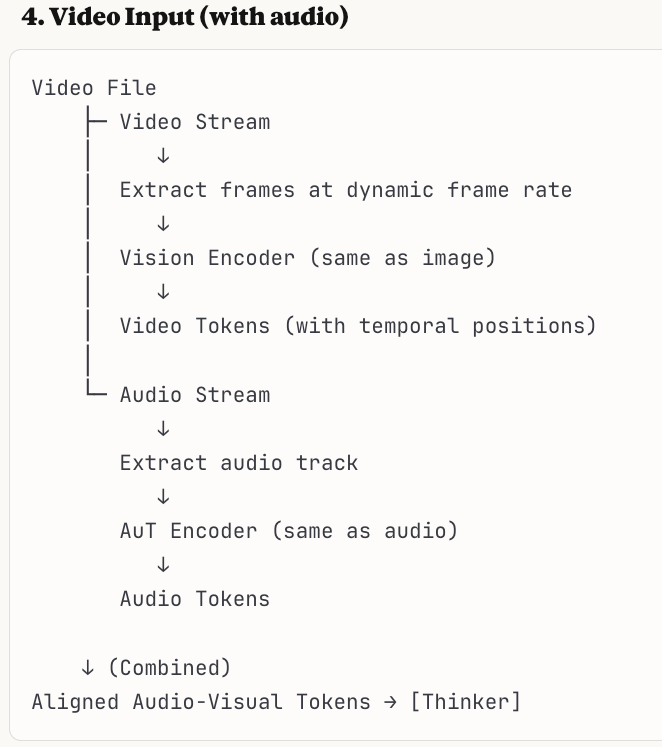 4. Video Input (with audio)
Video File
├─ Video Stream
│ ↓
│ Extract frames at dynamic frame rate
│ ↓
│ Vision Encoder (same as image)
│ ↓
│ Video Tokens (with temporal positions)
│
└─ Audio Stream
↓
Extract audio track
↓
AuT Encoder (same as audio)
↓
Audio Tokens
↓ (Combined)
Aligned Audio-Visual Tokens → [Thinker]